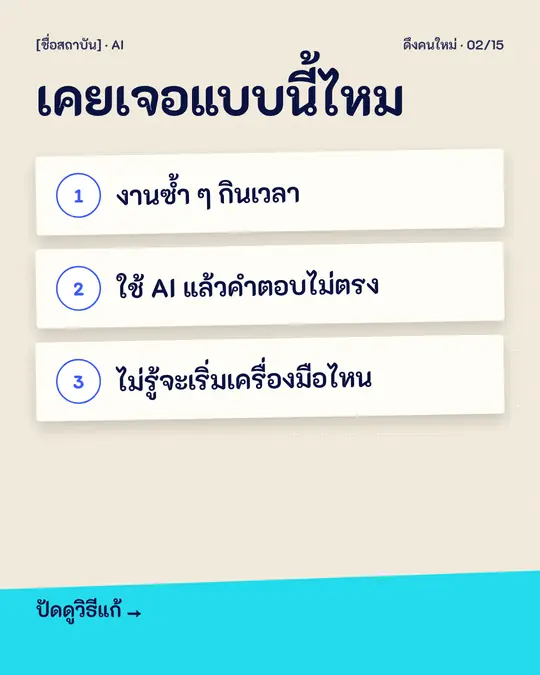 [ชื่อสถาบัน] · AI
ดึงคนใหม่ · 02/15
เคยเจอแบบนี้ไหม
1 งานซ้ำ ๆ กินเวลา
2 ใช้ AI แล้วคำตอบไม่ตรง
3 ไม่รู้จะเริ่มเครื่องมือไหน
ปัดดูวิธีแก้ →